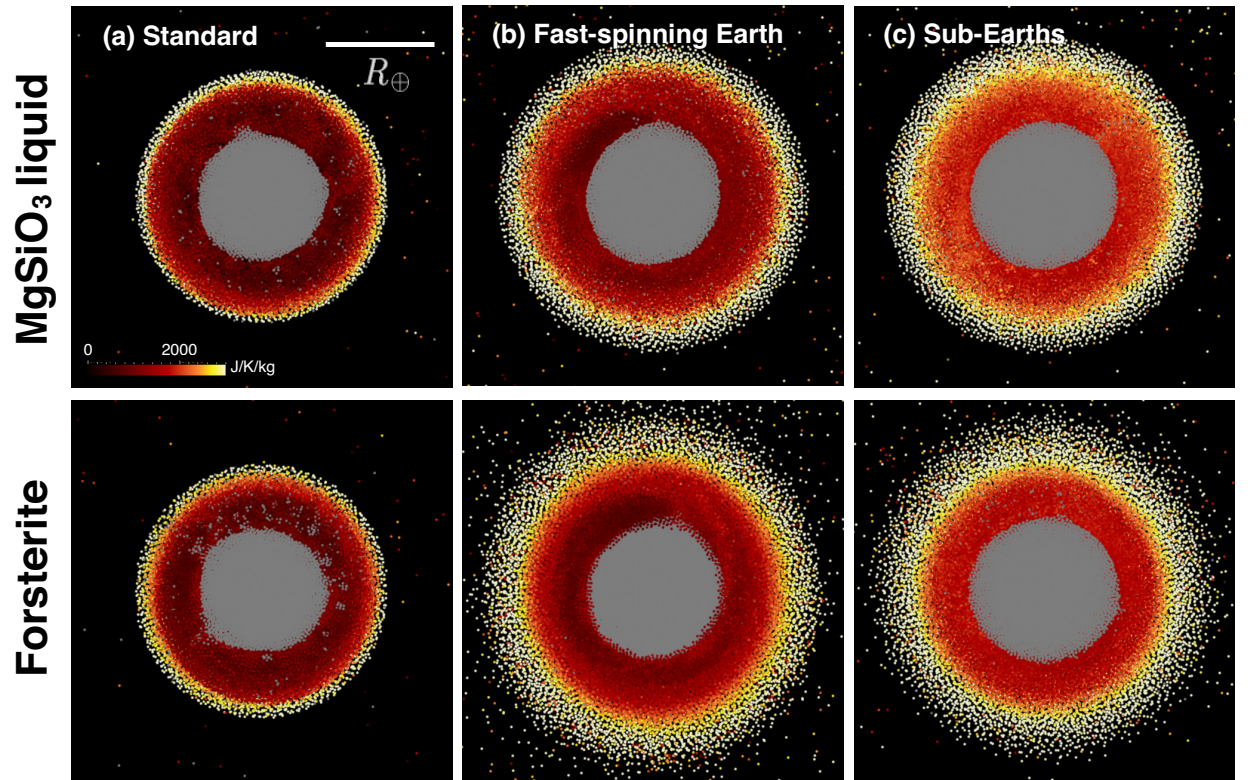 (a) Standard
(b) Fast-spinning Earth
(c) Sub-Earths
R⊕
MgSiO₃ liquid
0 2000
J/K/kg
Forsterite